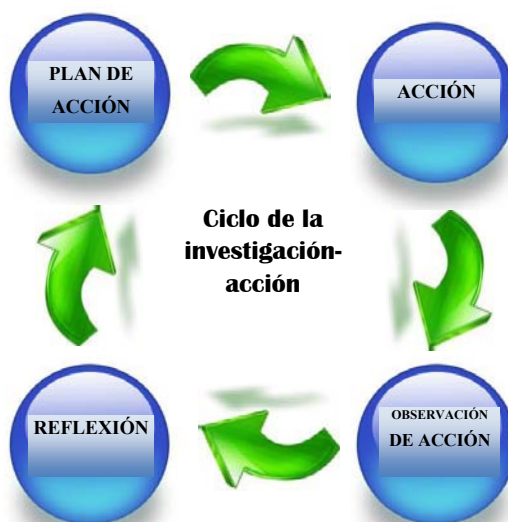 PLAN DE
ACCIÓN
ACCIÓN
Ciclo de la
investigación-
acción
REFLEXIÓN
OBSERVACIÓN
DE ACCIÓN